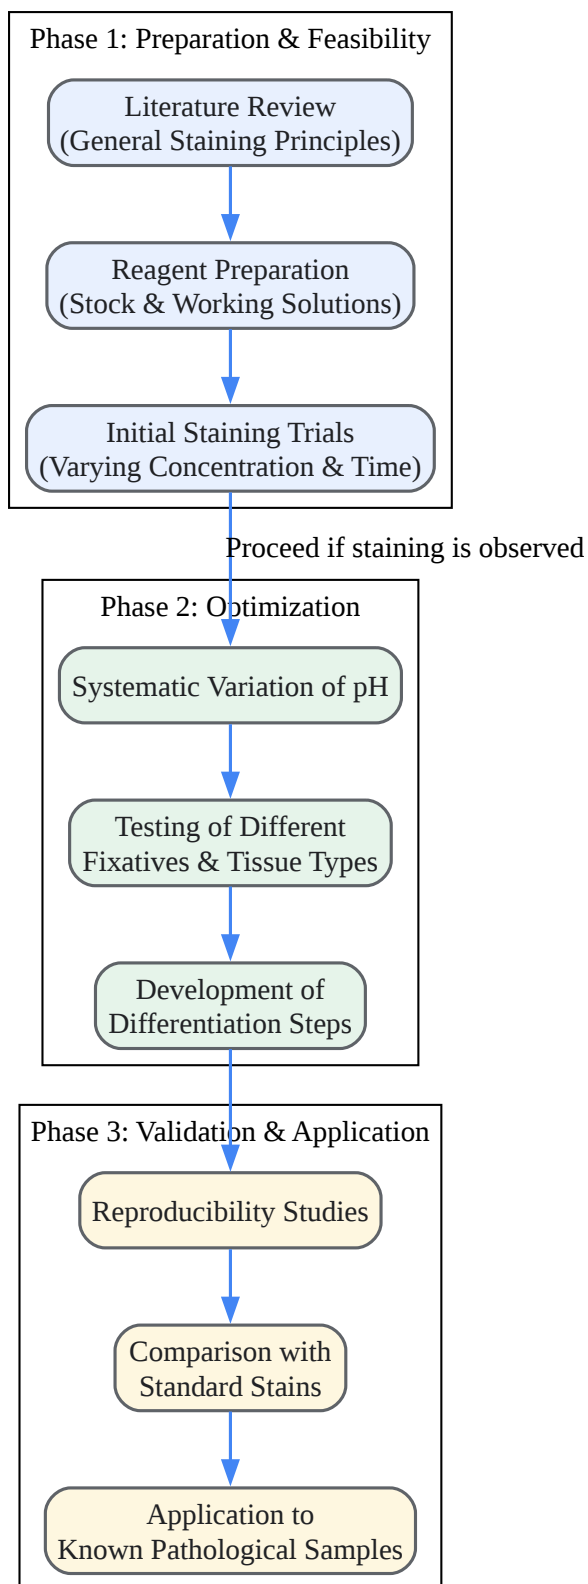 Phase 1: Preparation & Feasibility
Literature Review
(General Staining Principles)
Reagent Preparation
(Stock & Working Solutions)
Initial Staining Trials
(Varying Concentration & Time)
Proceed if staining is observed
Phase 2: Optimization
Systematic Variation of pH
Testing of Different
Fixatives & Tissue Types
Development of
Differentiation Steps
Phase 3: Validation & Application
Reproducibility Studies
Comparison with
Standard Stains
Application to
Known Pathological Samples